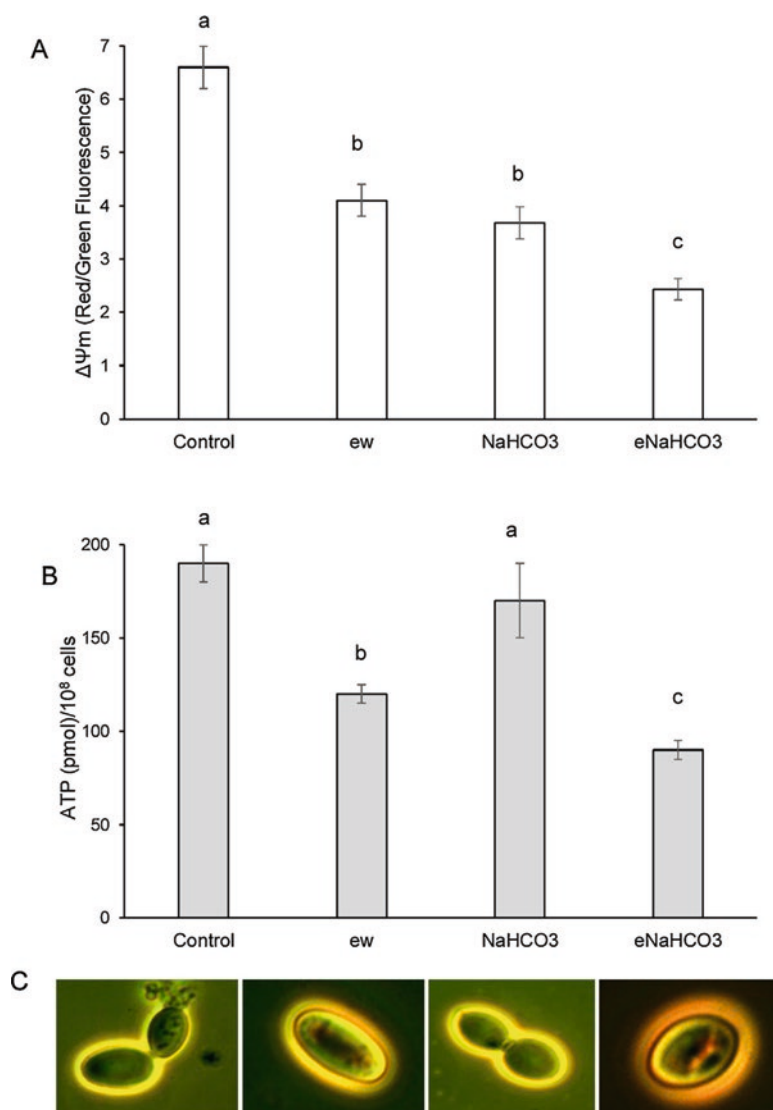 A
a
b
b
c
7
6
5
4
3
2
1
0
ΔΨm (Red/Green Fluorescence)
Control ew NaHCO3 eNaHCO3
B
a
b
a
c
200
150
100
50
0
ATP (pmol)/10⁸ cells
Control ew NaHCO3 eNaHCO3
C